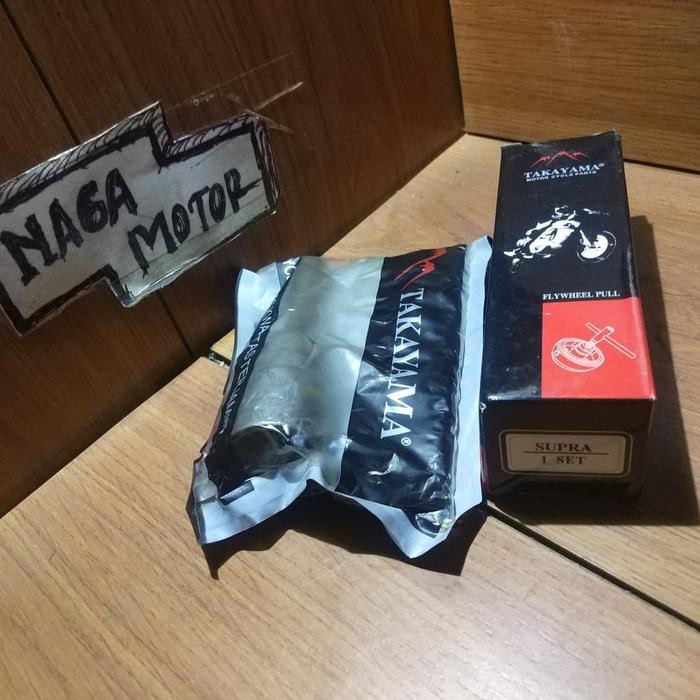 NAGA
MOTOR
TAKAYAMA®
TAKAYAMA®
MOTOR CYCLE PARTS
FLYWHEEL PULL
SUPRA
1 SET